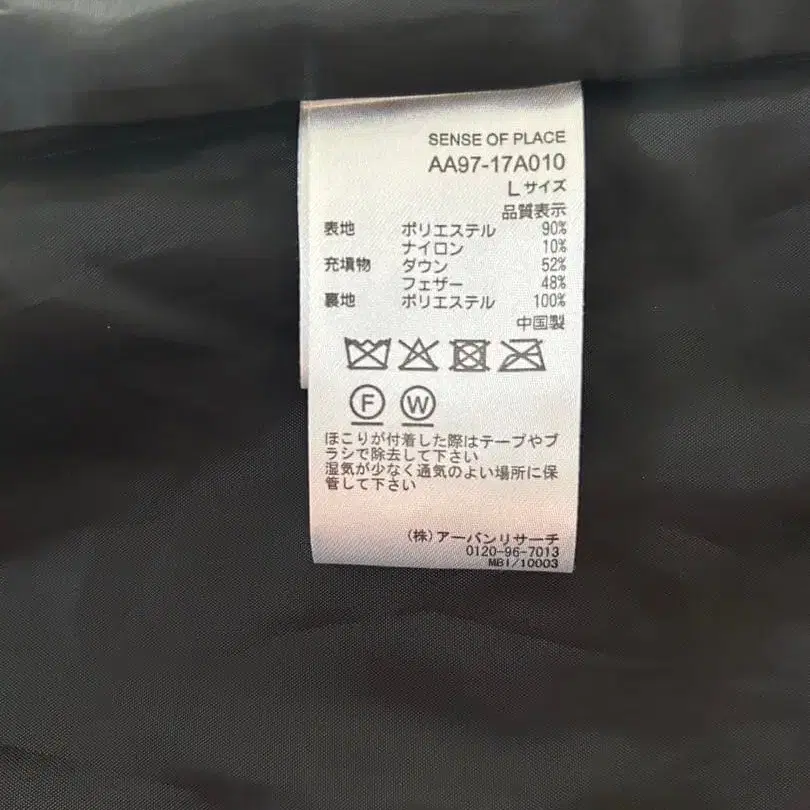 SENSE OF PLACE
AA97-17A010
Lサイズ
品質表示
表地 ポリエステル 90%
ナイロン 10%
充填物 ダウン 52%
フェザー 48%
裏地 ポリエステル 100%
中国製
F W
ほこりが付着した際はテープやブ
ラシで除去して下さい
湿気が少なく通気のよい場所に保
管して下さい
(株)アーバンリサーチ
0120-96-7013
MBI/10003